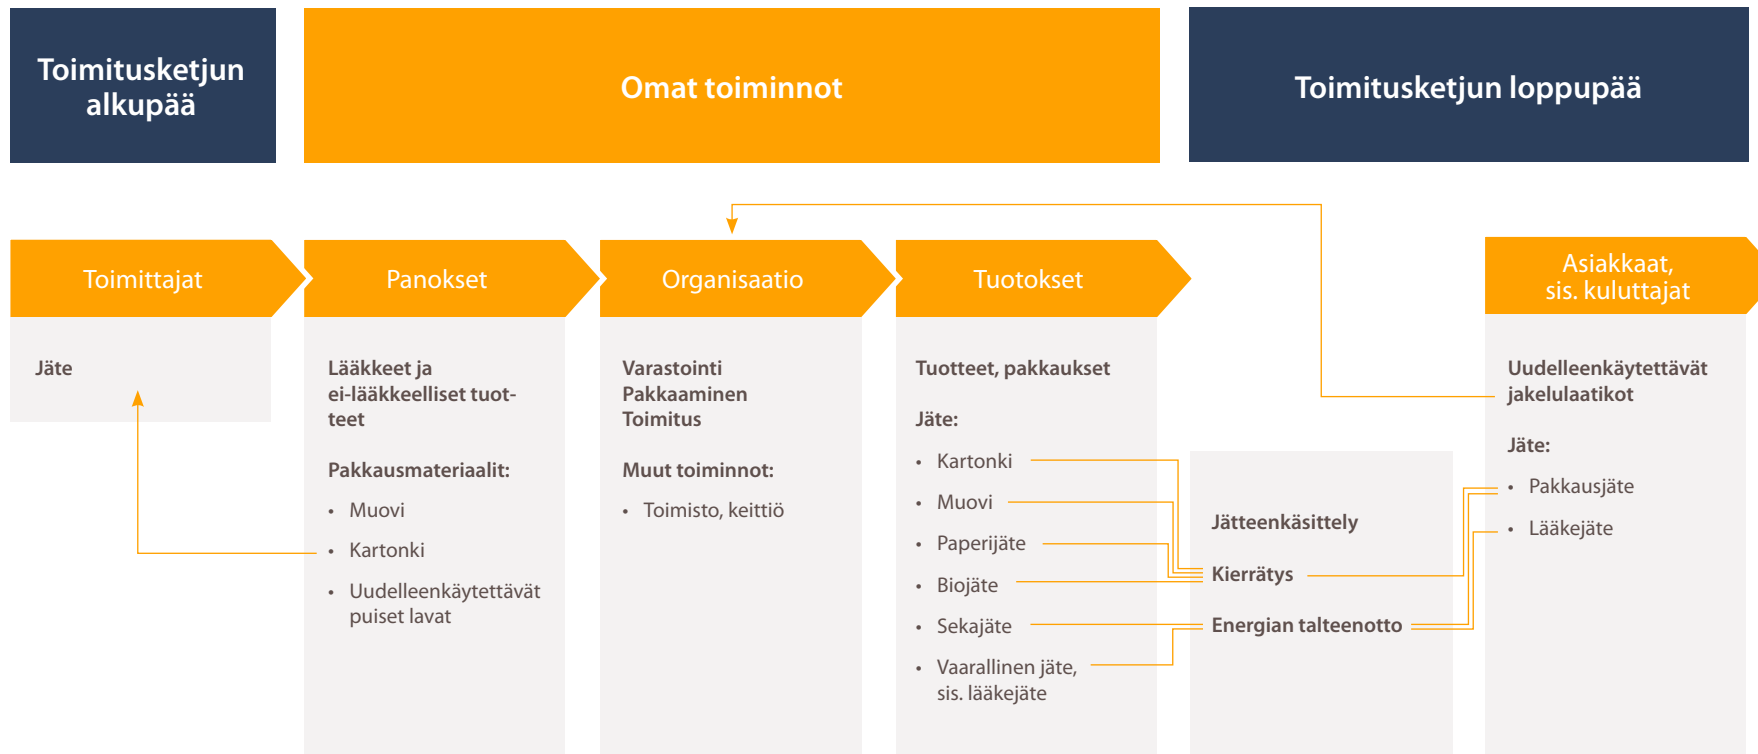 Toimitusketjun
alkupää
Omat toiminnot
Toimitusketjun loppupää
Toimittajat
Jäte
Panokset
Lääkkeet ja
ei-lääkkeelliset tuot-
teet
Pakkausmateriaalit:
• Muovi
• Kartonki
• Uudelleenkäytettävät
puiset lavat
Organisaatio
Varastointi
Pakkaaminen
Toimitus
Muut toiminnot:
• Toimisto, keittiö
Tuotokset
Tuotteet, pakkaukset
Jäte:
• Kartonki
• Muovi
• Paperijäte
• Biojäte
• Sekajäte
• Vaarallinen jäte,
sis. lääkejäte
Jätteenkäsittely
Kierrätys
Energian talteenotto
Asiakkaat,
sis. kuluttajat
Uudelleenkäytettävät
jakelulaatikot
Jäte:
• Pakkausjäte
• Lääkejäte